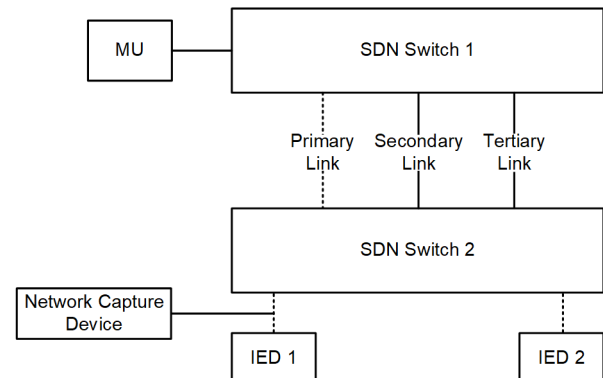 MU
SDN Switch 1
Primary
Link
Secondary
Link
Tertiary
Link
SDN Switch 2
Network Capture
Device
IED 1
IED 2